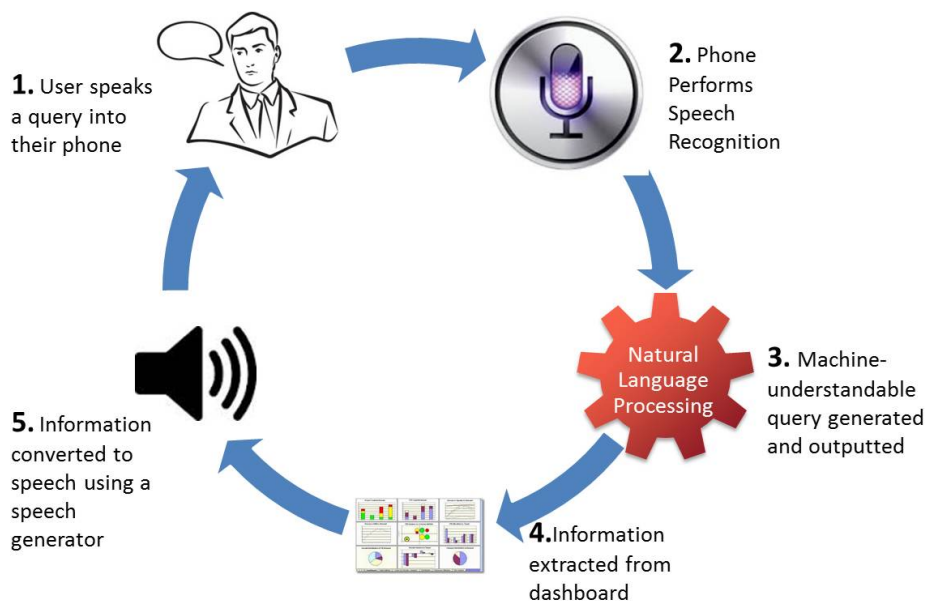 1. User speaks
a query into
their phone
2. Phone
Performs
Speech
Recognition
Natural
Language
Processing
3. Machine-
understandable
query generated
and outputted
4.Information
extracted from
dashboard
5. Information
converted to
speech using a
speech
generator